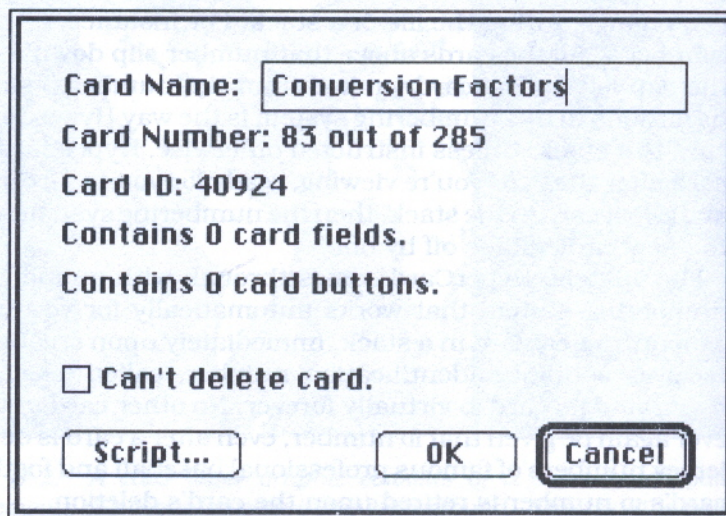 Card Name: Conversion Factors
Card Number: 83 out of 285
Card ID: 40924
Contains 0 card fields.
Contains 0 card buttons.
Can't delete card.
Script... OK Cancel